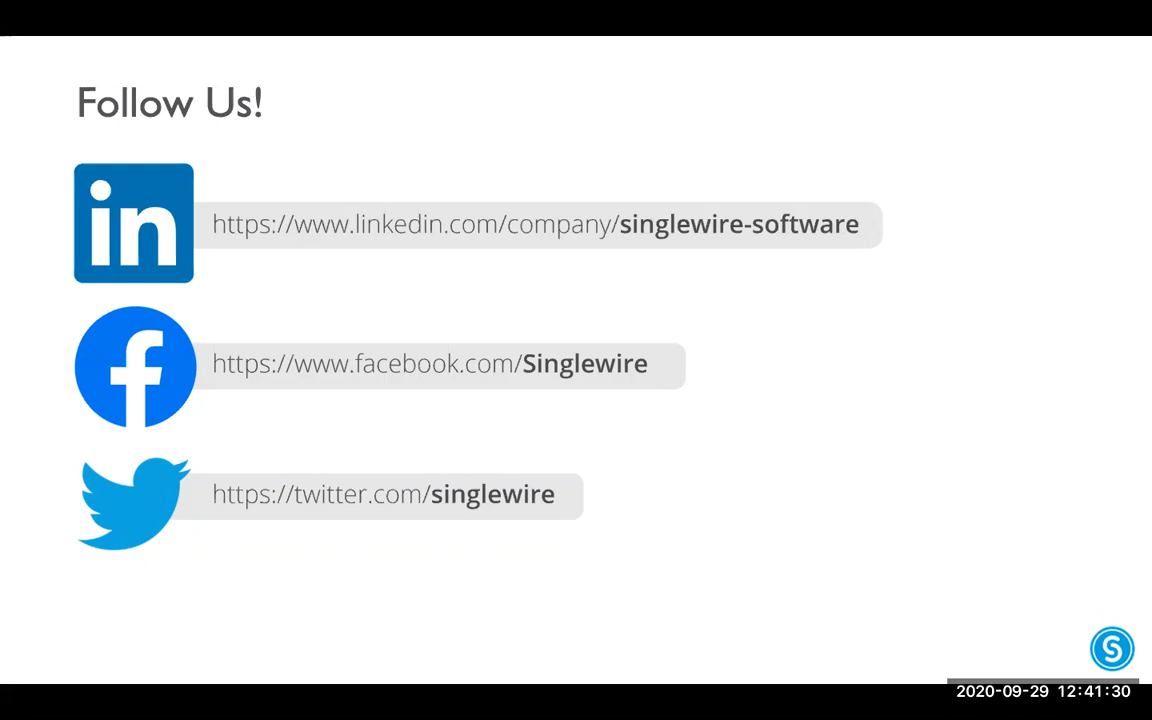 Follow Us!
in
https://www.linkedin.com/company/singlewire-software
f
https://www.facebook.com/Singlewire
https://twitter.com/singlewire
S
2020-09-29 12:41:30